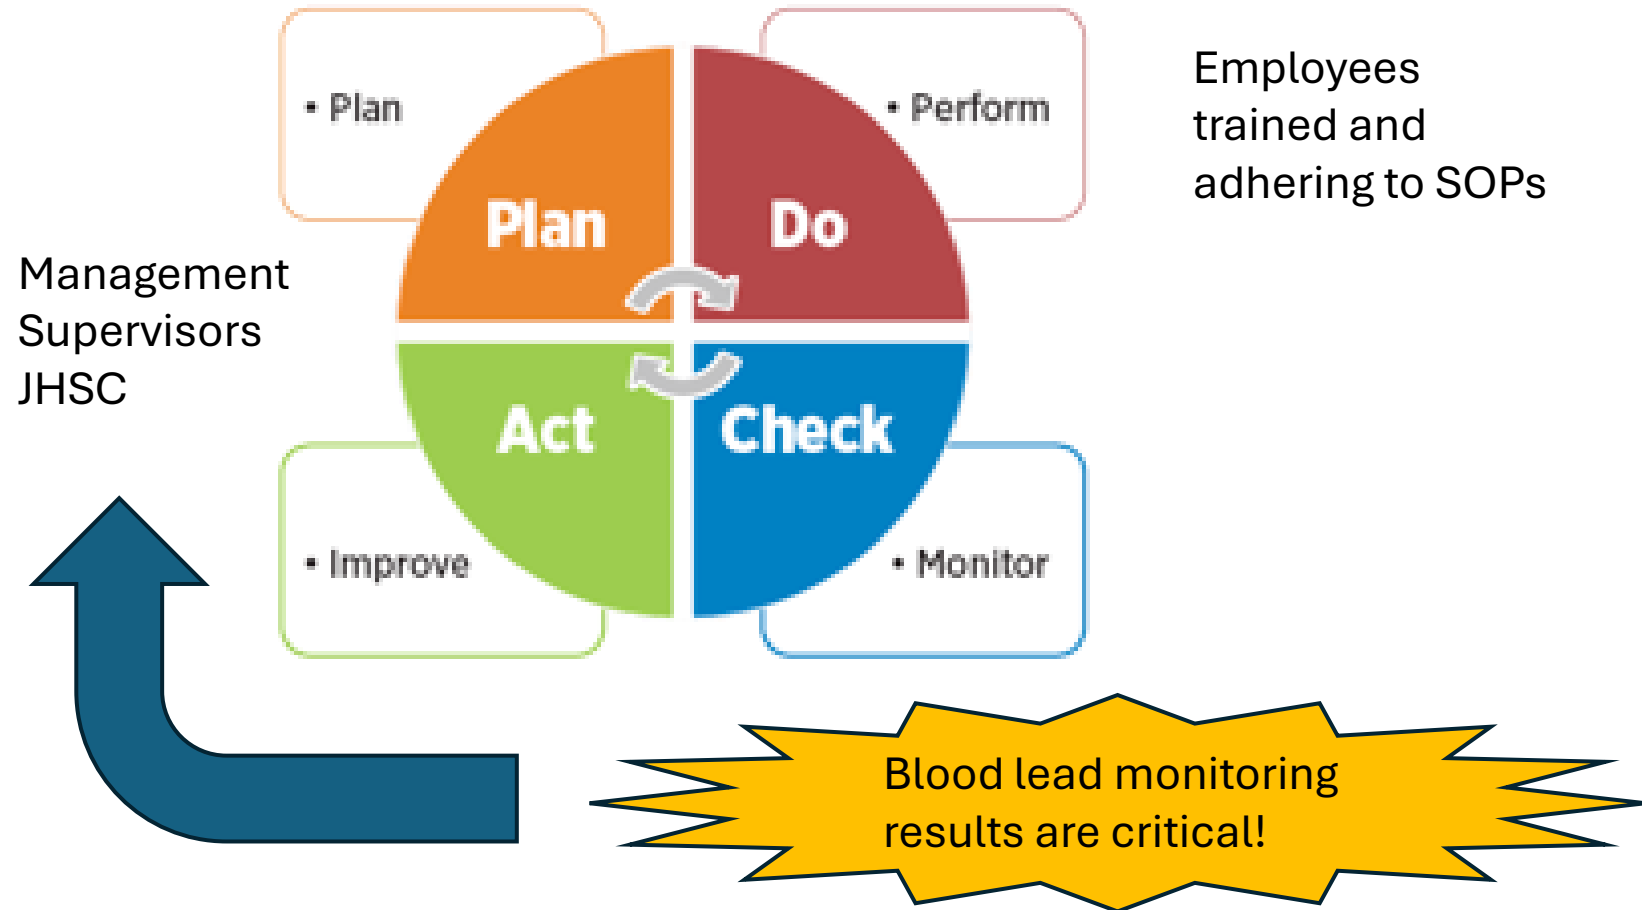 • Plan
• Perform
Employees
trained and
adhering to SOPs
Plan
Do
Management
Supervisors
JHSC
Act
Check
• Improve
• Monitor
Blood lead monitoring
results are critical!